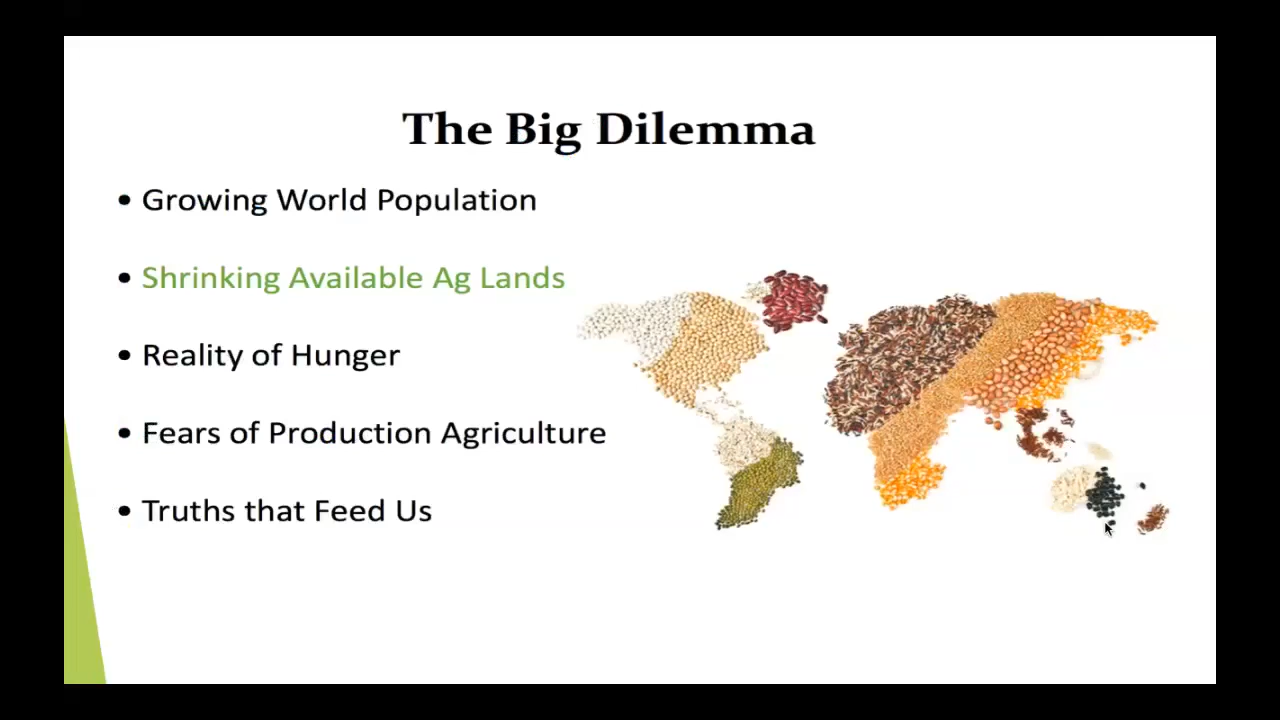 The Big Dilemma
• Growing World Population
• Shrinking Available Ag Lands
• Reality of Hunger
• Fears of Production Agriculture
• Truths that Feed Us